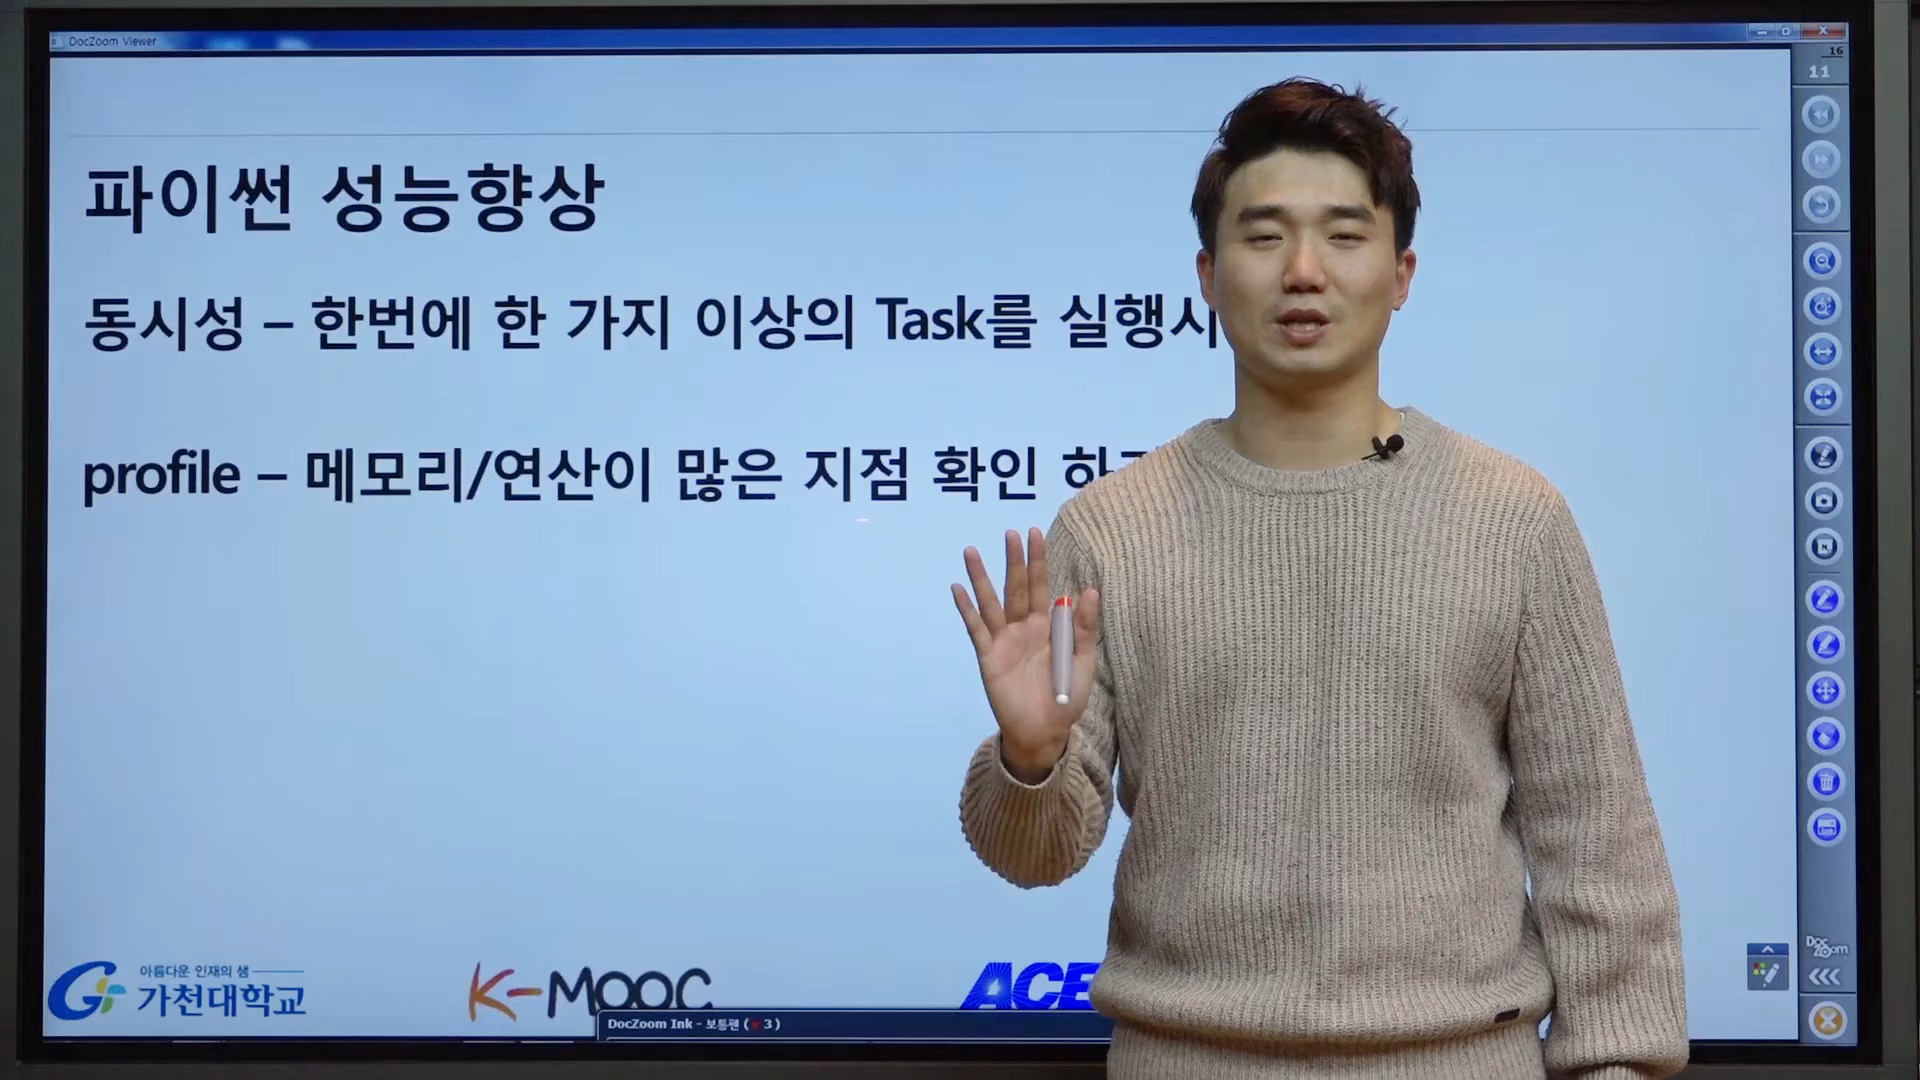 DocZoom Viewer
16
11
파이썬 성능향상
동시성 – 한번에 한 가지 이상의 Task를 실행시
profile – 메모리/연산이 많은 지점 확인
아름다운 인재의 샘
가천대학교
K-MOOC
ACE
DocZoom Ink - 보통펜 ( 3 )
DocZoom